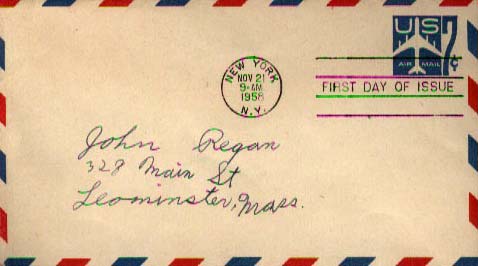 US
7¢
AIR MAIL
NEW YORK
NOV 21
9-AM
1958
N.Y.
FIRST DAY OF ISSUE
John Regan
328 Main St
Leominster, Mass.